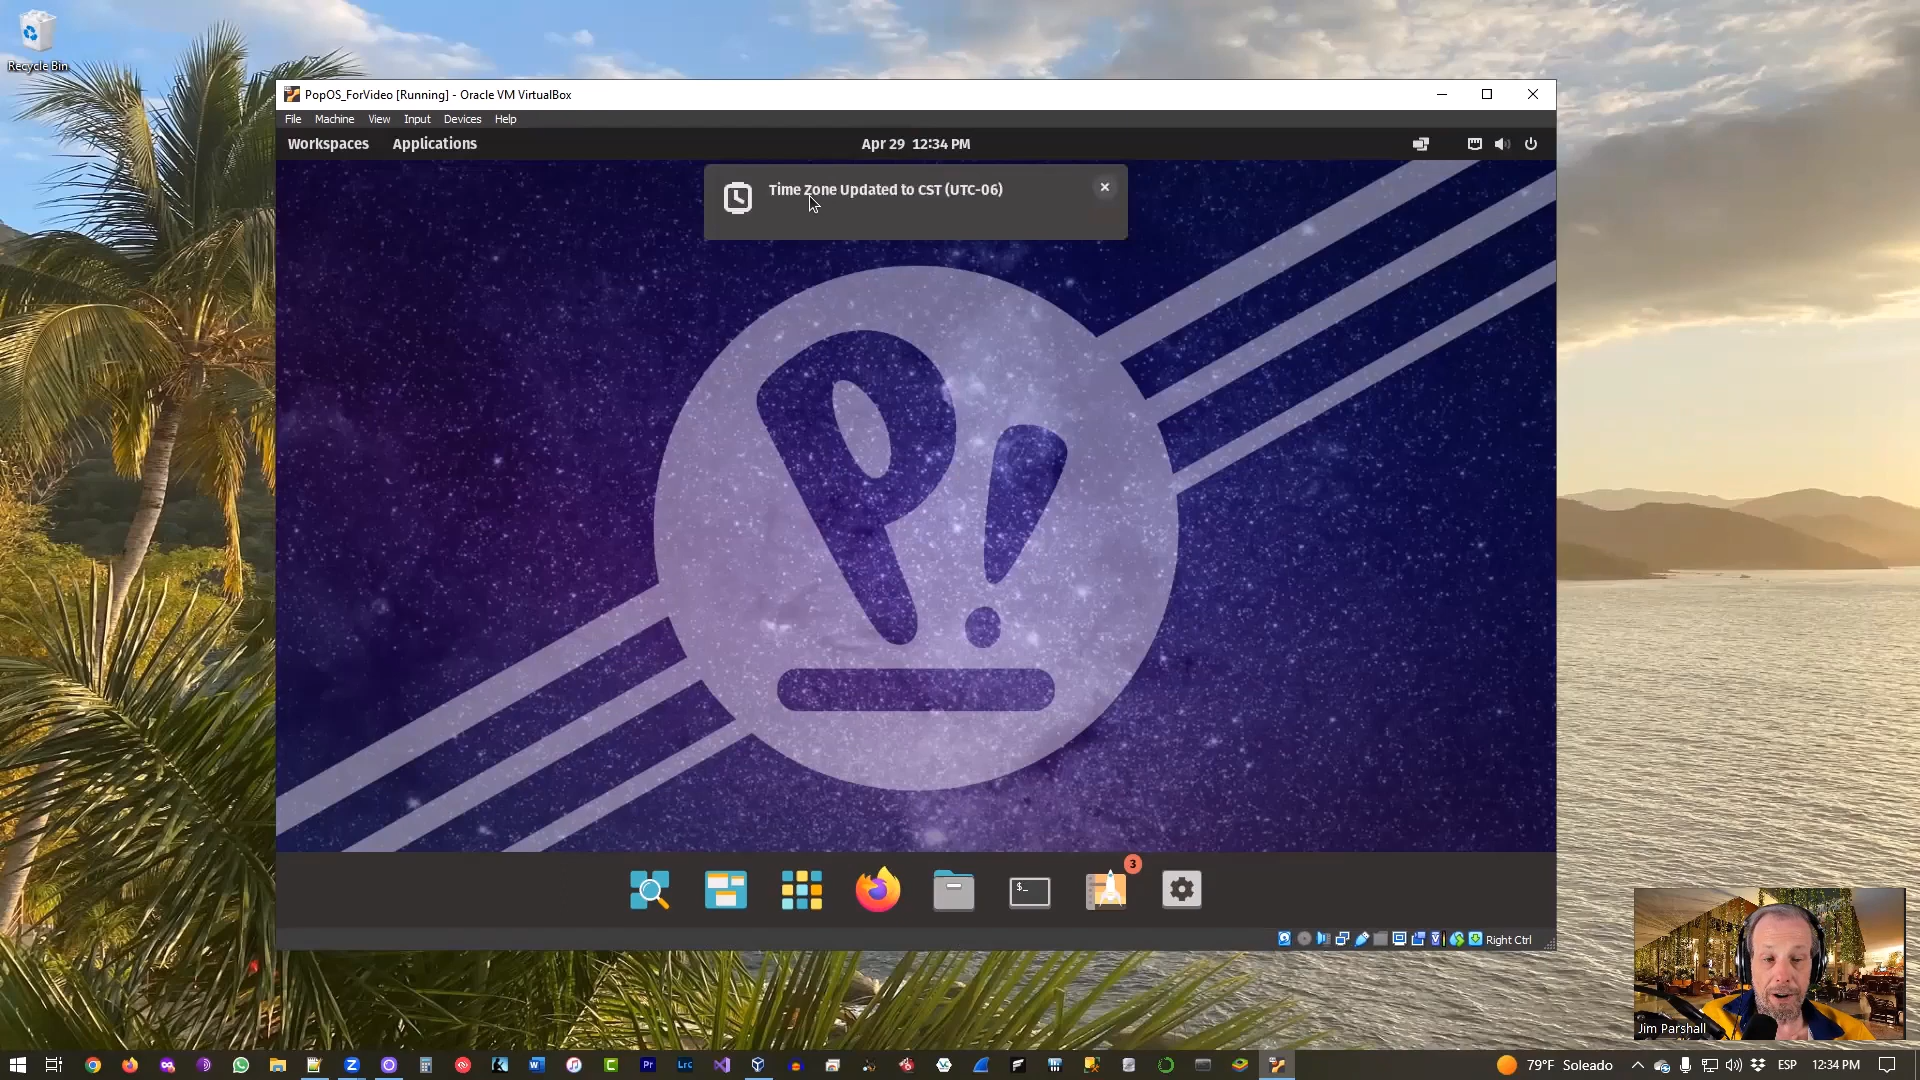 Recycle Bin
PopOS_ForVideo [Running] - Oracle VM VirtualBox
File Machine View Input Devices Help
Workspaces Applications Apr 29 12:34 PM
Time Zone Updated to CST (UTC-06)
P!
3
$_
Right Ctrl
Jim Parshall
W C Pr Lrc F 79°F Soleado ESP 12:34 PM